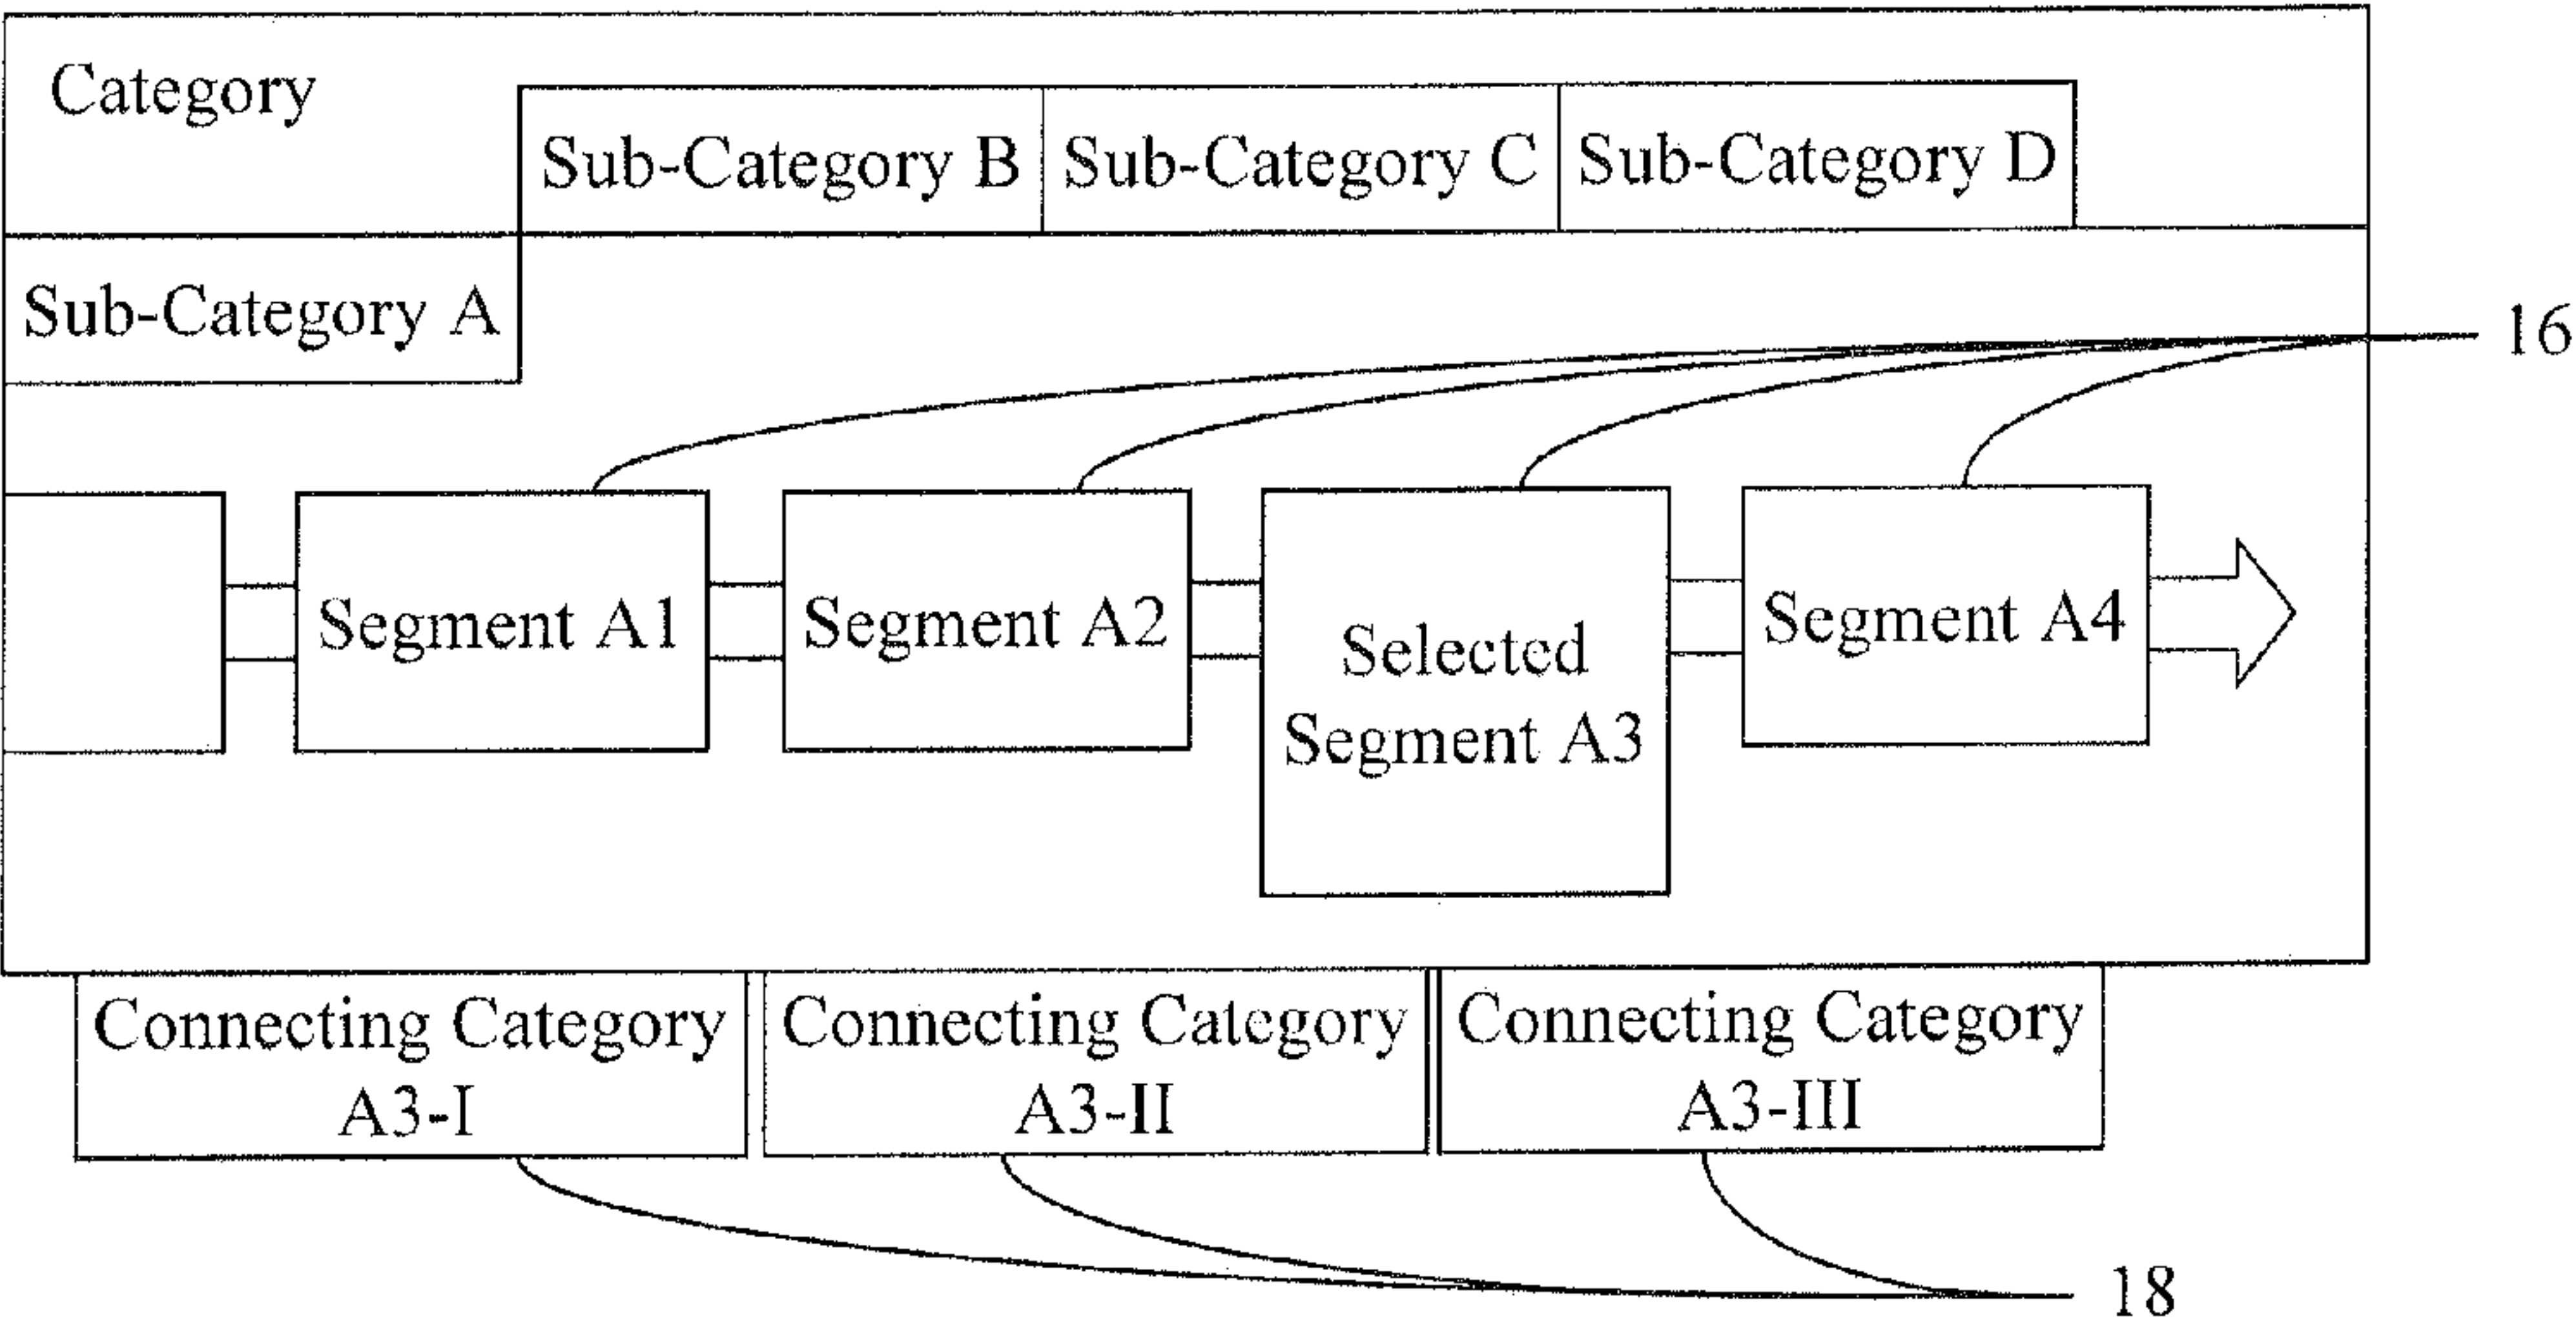 Category
Sub-Category B
Sub-Category C
Sub-Category D
Sub-Category A
16
Segment A1
Segment A2
Selected
Segment A3
Segment A4
Connecting Category
A3-I
Connecting Category
A3-II
Connecting Category
A3-III
18